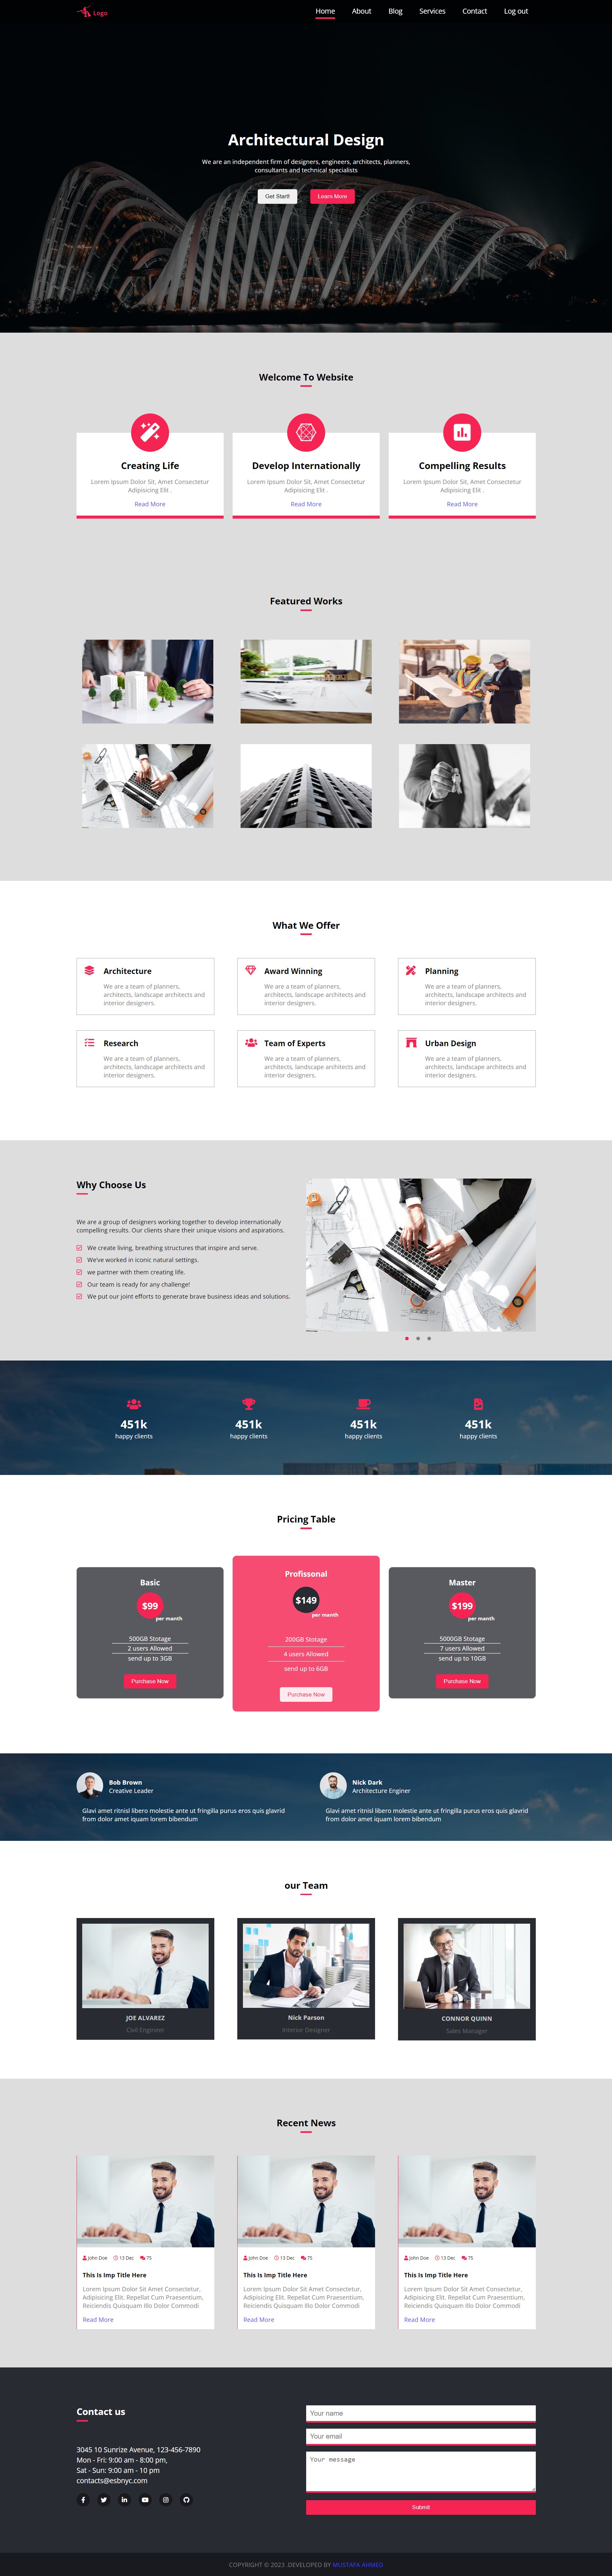 Logo
Home About Blog Services Contact Log out
Architectural Design
We are an independent firm of designers, engineers, architects, planners,
consultants and technical specialists
Get Start! Learn More
Welcome To Website
Creating Life
Lorem Ipsum Dolor Sit, Amet Consectetur
Adipisicing Elit .
Read More
Develop Internationally
Lorem Ipsum Dolor Sit, Amet Consectetur
Adipisicing Elit .
Read More
Compelling Results
Lorem Ipsum Dolor Sit, Amet Consectetur
Adipisicing Elit .
Read More
Featured Works
What We Offer
Architecture
We are a team of planners,
architects, landscape architects and
interior designers.
Award Winning
We are a team of planners,
architects, landscape architects and
interior designers.
Planning
We are a team of planners,
architects, landscape architects and
interior designers.
Research
We are a team of planners,
architects, landscape architects and
interior designers.
Team of Experts
We are a team of planners,
architects, landscape architects and
interior designers.
Urban Design
We are a team of planners,
architects, landscape architects and
interior designers.
Why Choose Us
We are a group of designers working together to develop internationally
compelling results. Our clients share their unique visions and aspirations.
We create living, breathing structures that inspire and serve.
We've worked in iconic natural settings.
we partner with them creating life.
Our team is ready for any challenge!
We put our joint efforts to generate brave business ideas and solutions.
451k
happy clients
451k
happy clients
451k
happy clients
451k
happy clients
Pricing Table
Basic
$99
per month
500GB Stotage
2 users Allowed
send up to 3GB
Purchase Now
Profissonal
$149
per month
200GB Stotage
4 users Allowed
send up to 6GB
Purchase Now
Master
$199
per month
5000GB Stotage
7 users Allowed
send up to 10GB
Purchase Now
Bob Brown
Creative Leader
Glavi amet ritnisl libero molestie ante ut fringilla purus eros quis glavrid
from dolor amet iquam lorem bibendum
Nick Dark
Architecture Enginer
Glavi amet ritnisl libero molestie ante ut fringilla purus eros quis glavrid
from dolor amet iquam lorem bibendum
our Team
JOE ALVAREZ
Civil Engineer
Nick Parson
Interior Designer
CONNOR QUINN
Sales Manager
Recent News
John Doe 13 Dec 75
This Is Imp Title Here
Lorem Ipsum Dolor Sit Amet Consectetur,
Adipisicing Elit. Repellat Cum Praesentium,
Reiciendis Quisquam Illo Dolor Commodi
Read More
John Doe 13 Dec 75
This Is Imp Title Here
Lorem Ipsum Dolor Sit Amet Consectetur,
Adipisicing Elit. Repellat Cum Praesentium,
Reiciendis Quisquam Illo Dolor Commodi
Read More
John Doe 13 Dec 75
This Is Imp Title Here
Lorem Ipsum Dolor Sit Amet Consectetur,
Adipisicing Elit. Repellat Cum Praesentium,
Reiciendis Quisquam Illo Dolor Commodi
Read More
Contact us
3045 10 Sunrize Avenue, 123-456-7890
Mon - Fri: 9:00 am - 8:00 pm,
Sat - Sun: 9:00 am - 10 pm
contacts@esbnyc.com
Your name
Your email
Your message
Submit
COPYRIGHT © 2023 .DEVELOPED BY MUSTAFA AHMED